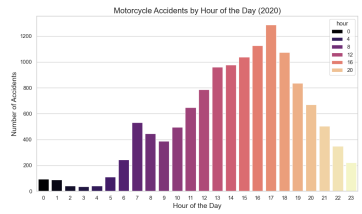 Motorcycle Accidents by Hour of the Day (2020)
hour
0
4
8
12
16
20
Number of Accidents
1200
1000
800
600
400
200
0
0 1 2 3 4 5 6 7 8 9 10 11 12 13 14 15 16 17 18 19 20 21 22 23
Hour of the Day